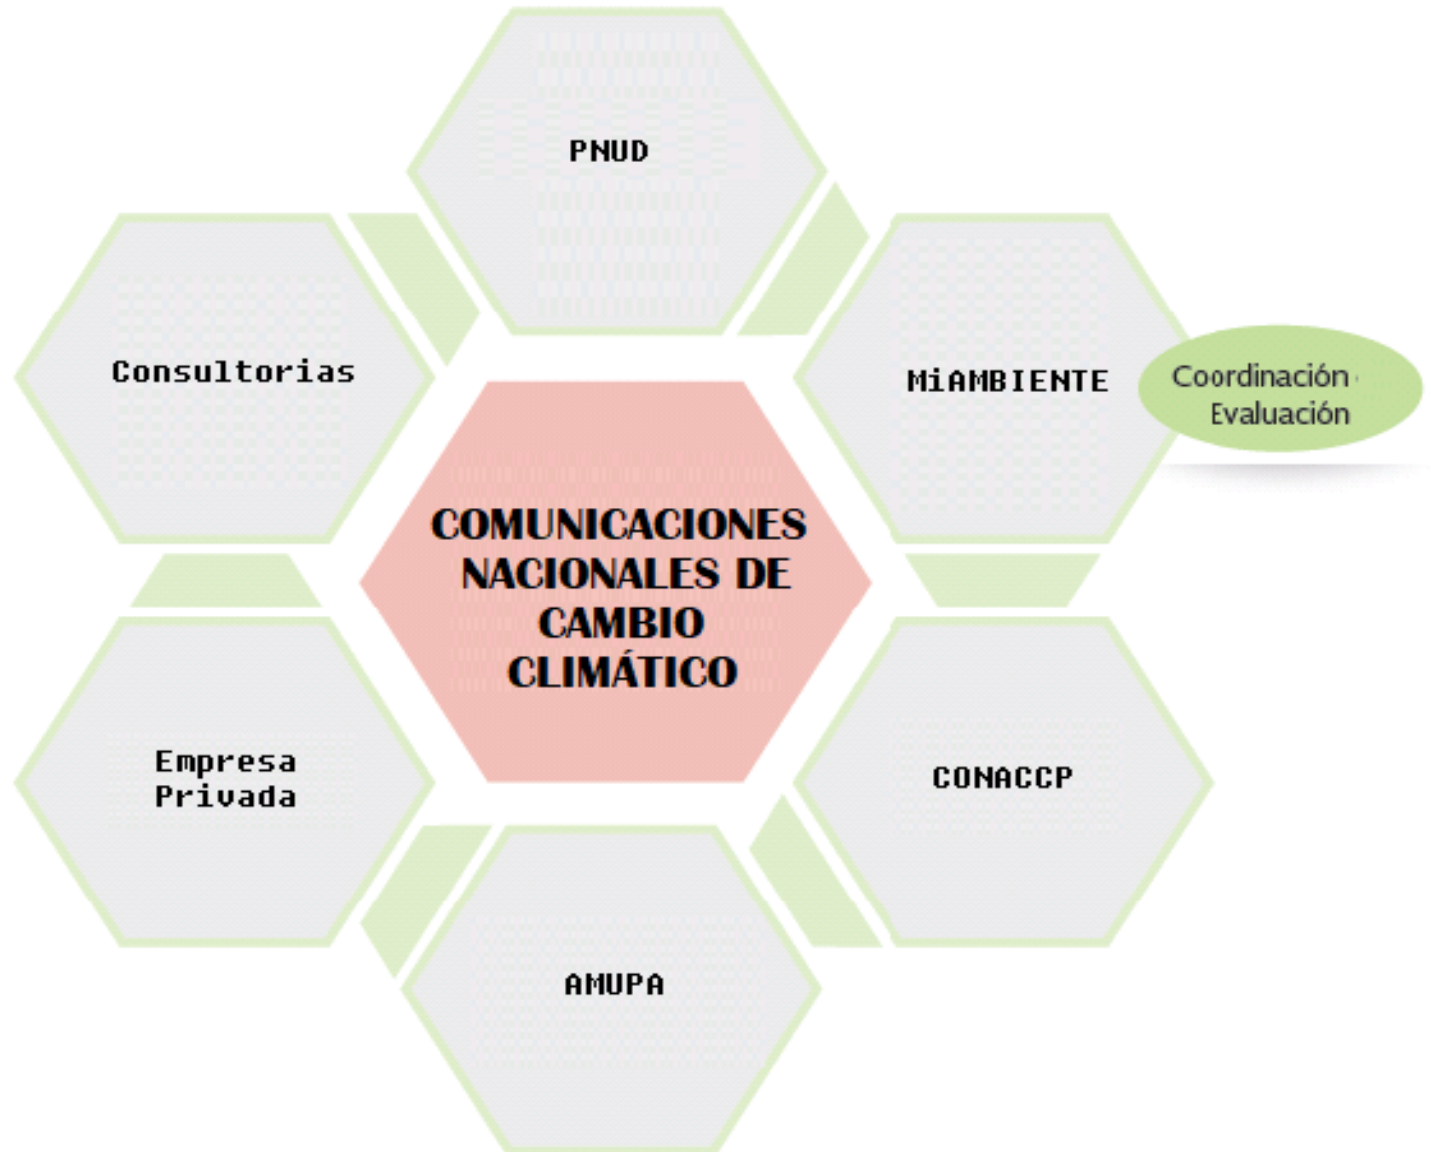 PNUD
Consultorias
MiAMBIENTE
Coordinación
Evaluación
COMUNICACIONES
NACIONALES DE
CAMBIO
CLIMÁTICO
Empresa
Privada
CONACCP
AMUPA